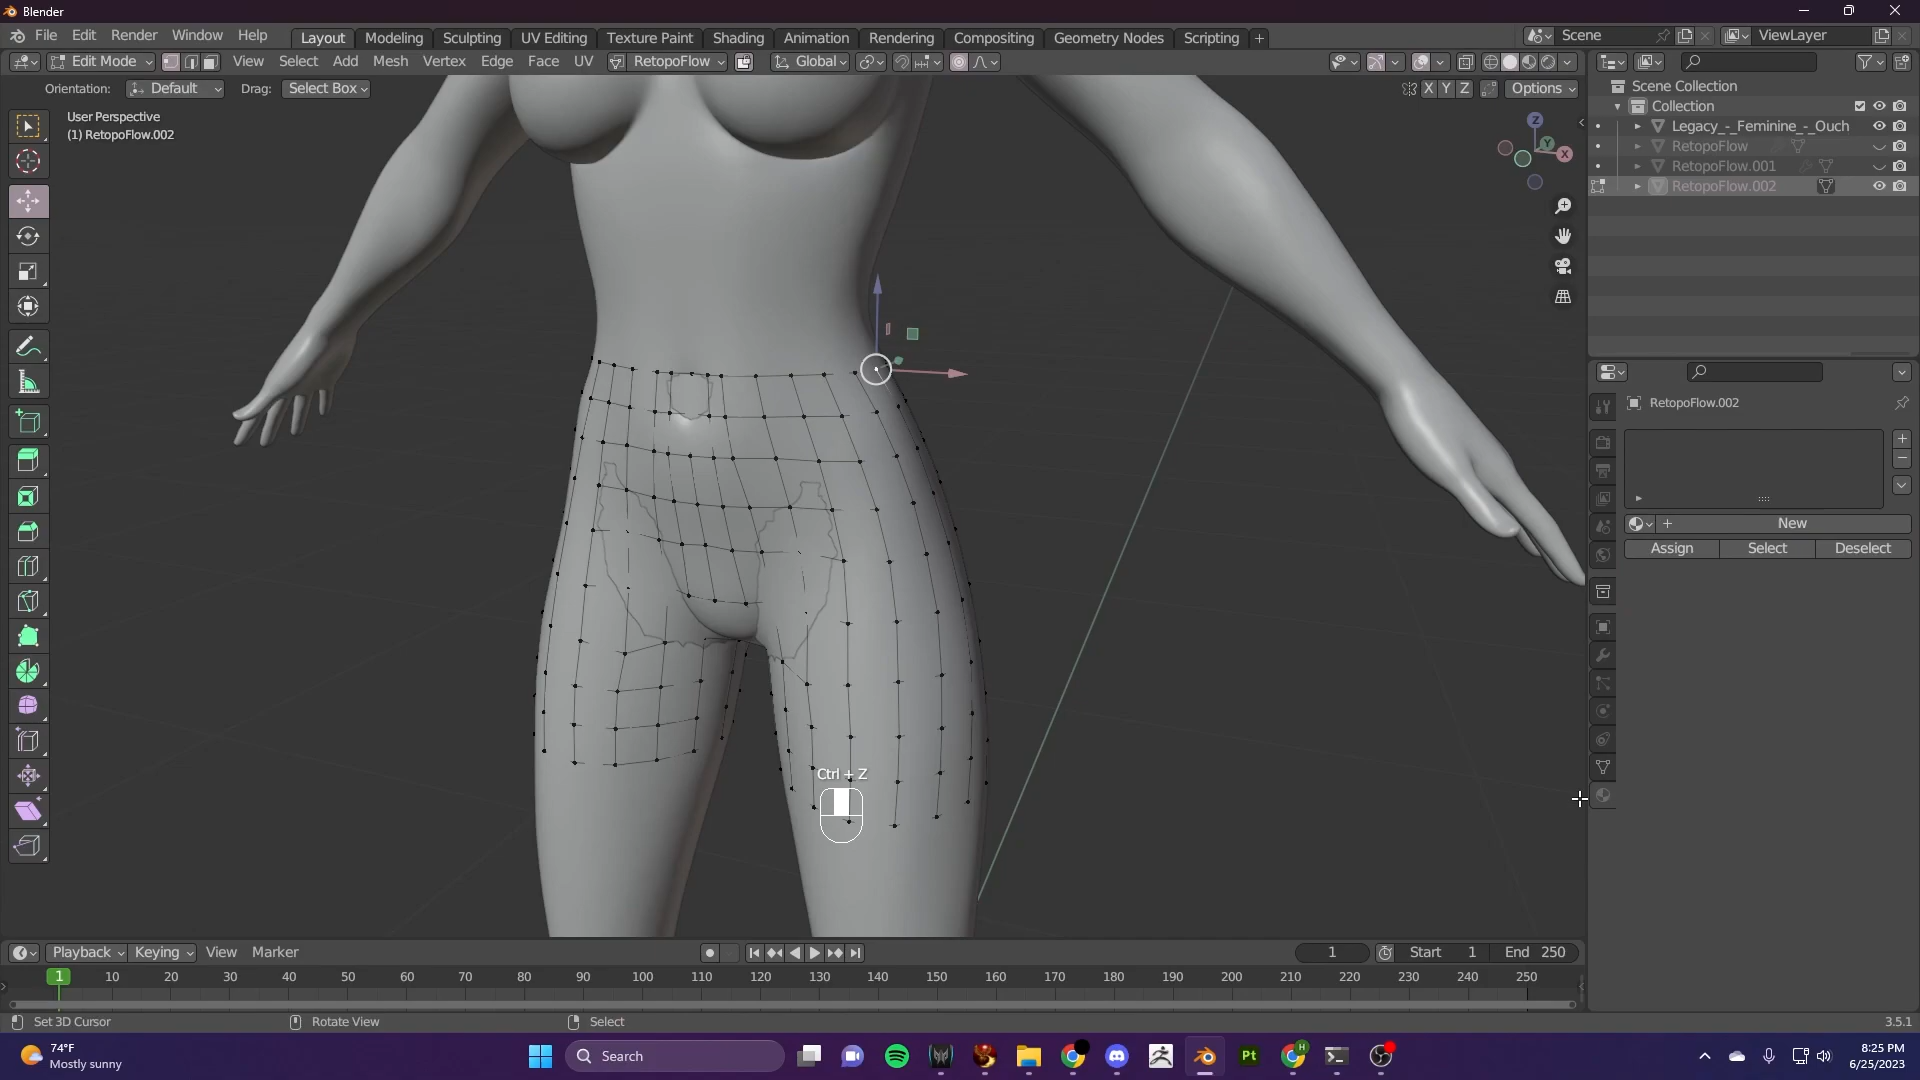 Blender
File Edit Render Window Help Layout Modeling Sculpting UV Editing Texture Paint Shading Animation Rendering Compositing Geometry Nodes Scripting + Scene ViewLayer
Edit Mode View Select Add Mesh Vertex Edge Face UV RetopoFlow Global
Orientation: Default Drag: Select Box X Y Z Options
User Perspective
(1) RetopoFlow.002
Z
Y
X
Scene Collection
Collection
Legacy_-_Feminine_-_Ouch
RetopoFlow
RetopoFlow.001
RetopoFlow.002
RetopoFlow.002
New
Assign Select Deselect
Ctrl + Z
Playback Keying View Marker 1 Start 1 End 250
1 10 20 30 40 50 60 70 80 90 100 110 120 130 140 150 160 170 180 190 200 210 220 230 240 250
Set 3D Cursor Rotate View Select 3.5.1
74°F
Mostly sunny
Search
Pt
H
8:25 PM
6/25/2023